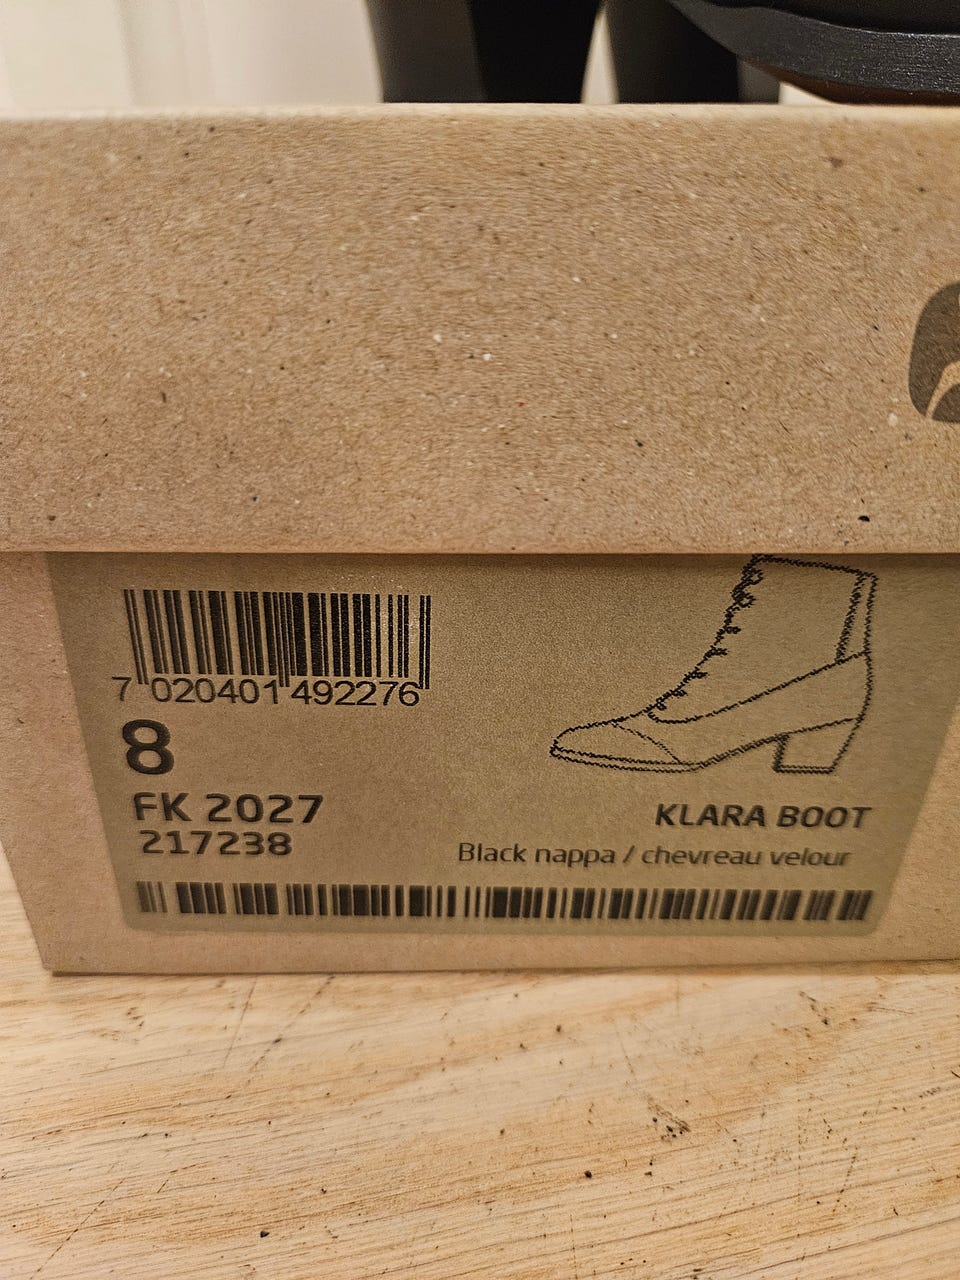 7 020401 492276
8
FK 2027
217238
KLARA BOOT
Black nappa / chevreau velour